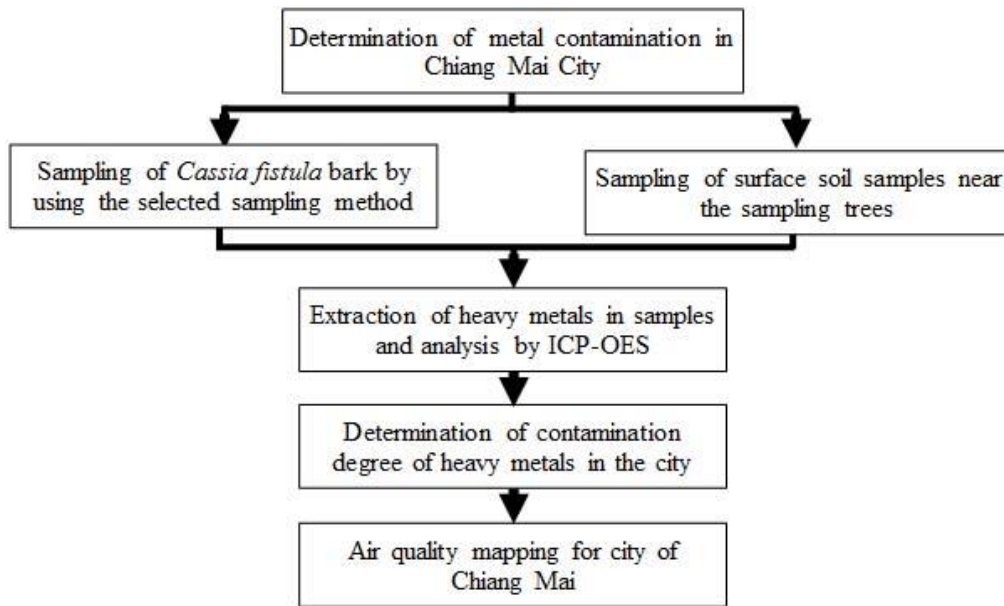 Determination of metal contamination in
Chiang Mai City
Sampling of Cassia fistula bark by
using the selected sampling method
Sampling of surface soil samples near
the sampling trees
Extraction of heavy metals in samples
and analysis by ICP-OES
Determination of contamination
degree of heavy metals in the city
Air quality mapping for city of
Chiang Mai